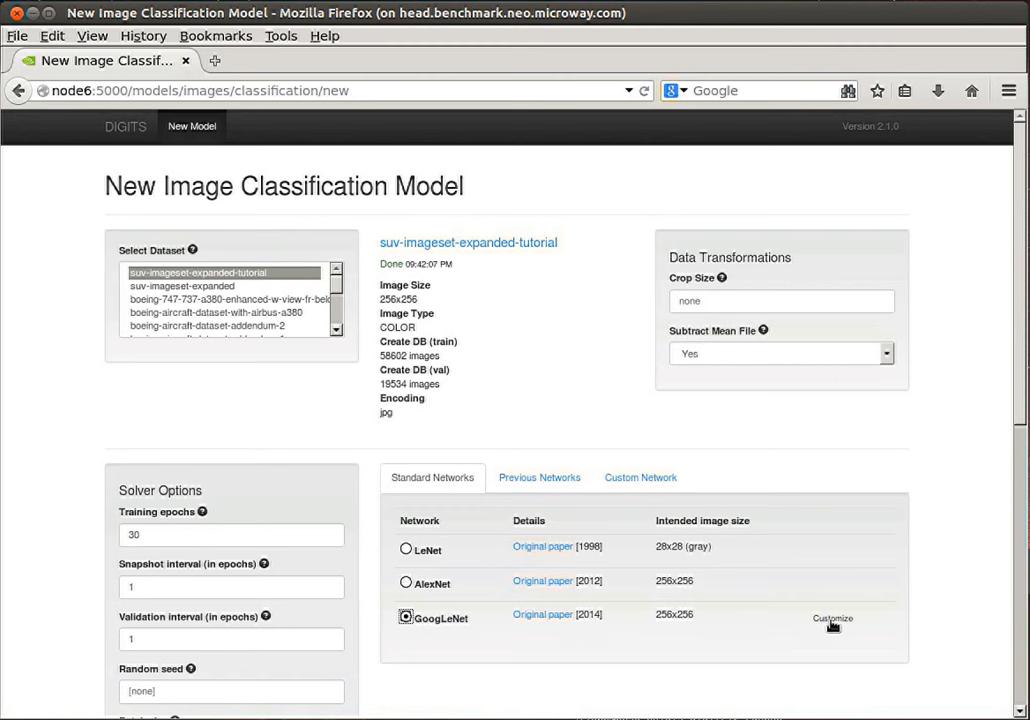 New Image Classification Model - Mozilla Firefox (on head.benchmark.neo.microway.com)
File Edit View History Bookmarks Tools Help
New Image Classif... ×
node6:5000/models/images/classification/new
Google
DIGITS New Model Version 2.1.0
New Image Classification Model
Select Dataset
suv-imageset-expanded-tutorial
suv-imageset-expanded
boeing-747-737-a380-enhanced-w-view-fr-belo
boeing-aircraft-dataset-with-airbus-a380
boeing-aircraft-dataset-addendum-2
suv-imageset-expanded-tutorial
Done 09:42:07 PM
Image Size
256x256
Image Type
COLOR
Create DB (train)
58602 images
Create DB (val)
19534 images
Encoding
jpg
Data Transformations
Crop Size
none
Subtract Mean File
Yes
Solver Options
Training epochs
30
Snapshot interval (in epochs)
1
Validation interval (in epochs)
1
Random seed
[none]
Standard Networks Previous Networks Custom Network
Network Details Intended image size
LeNet Original paper [1998] 28x28 (gray)
AlexNet Original paper [2012] 256x256
GoogLeNet Original paper [2014] 256x256 Customize